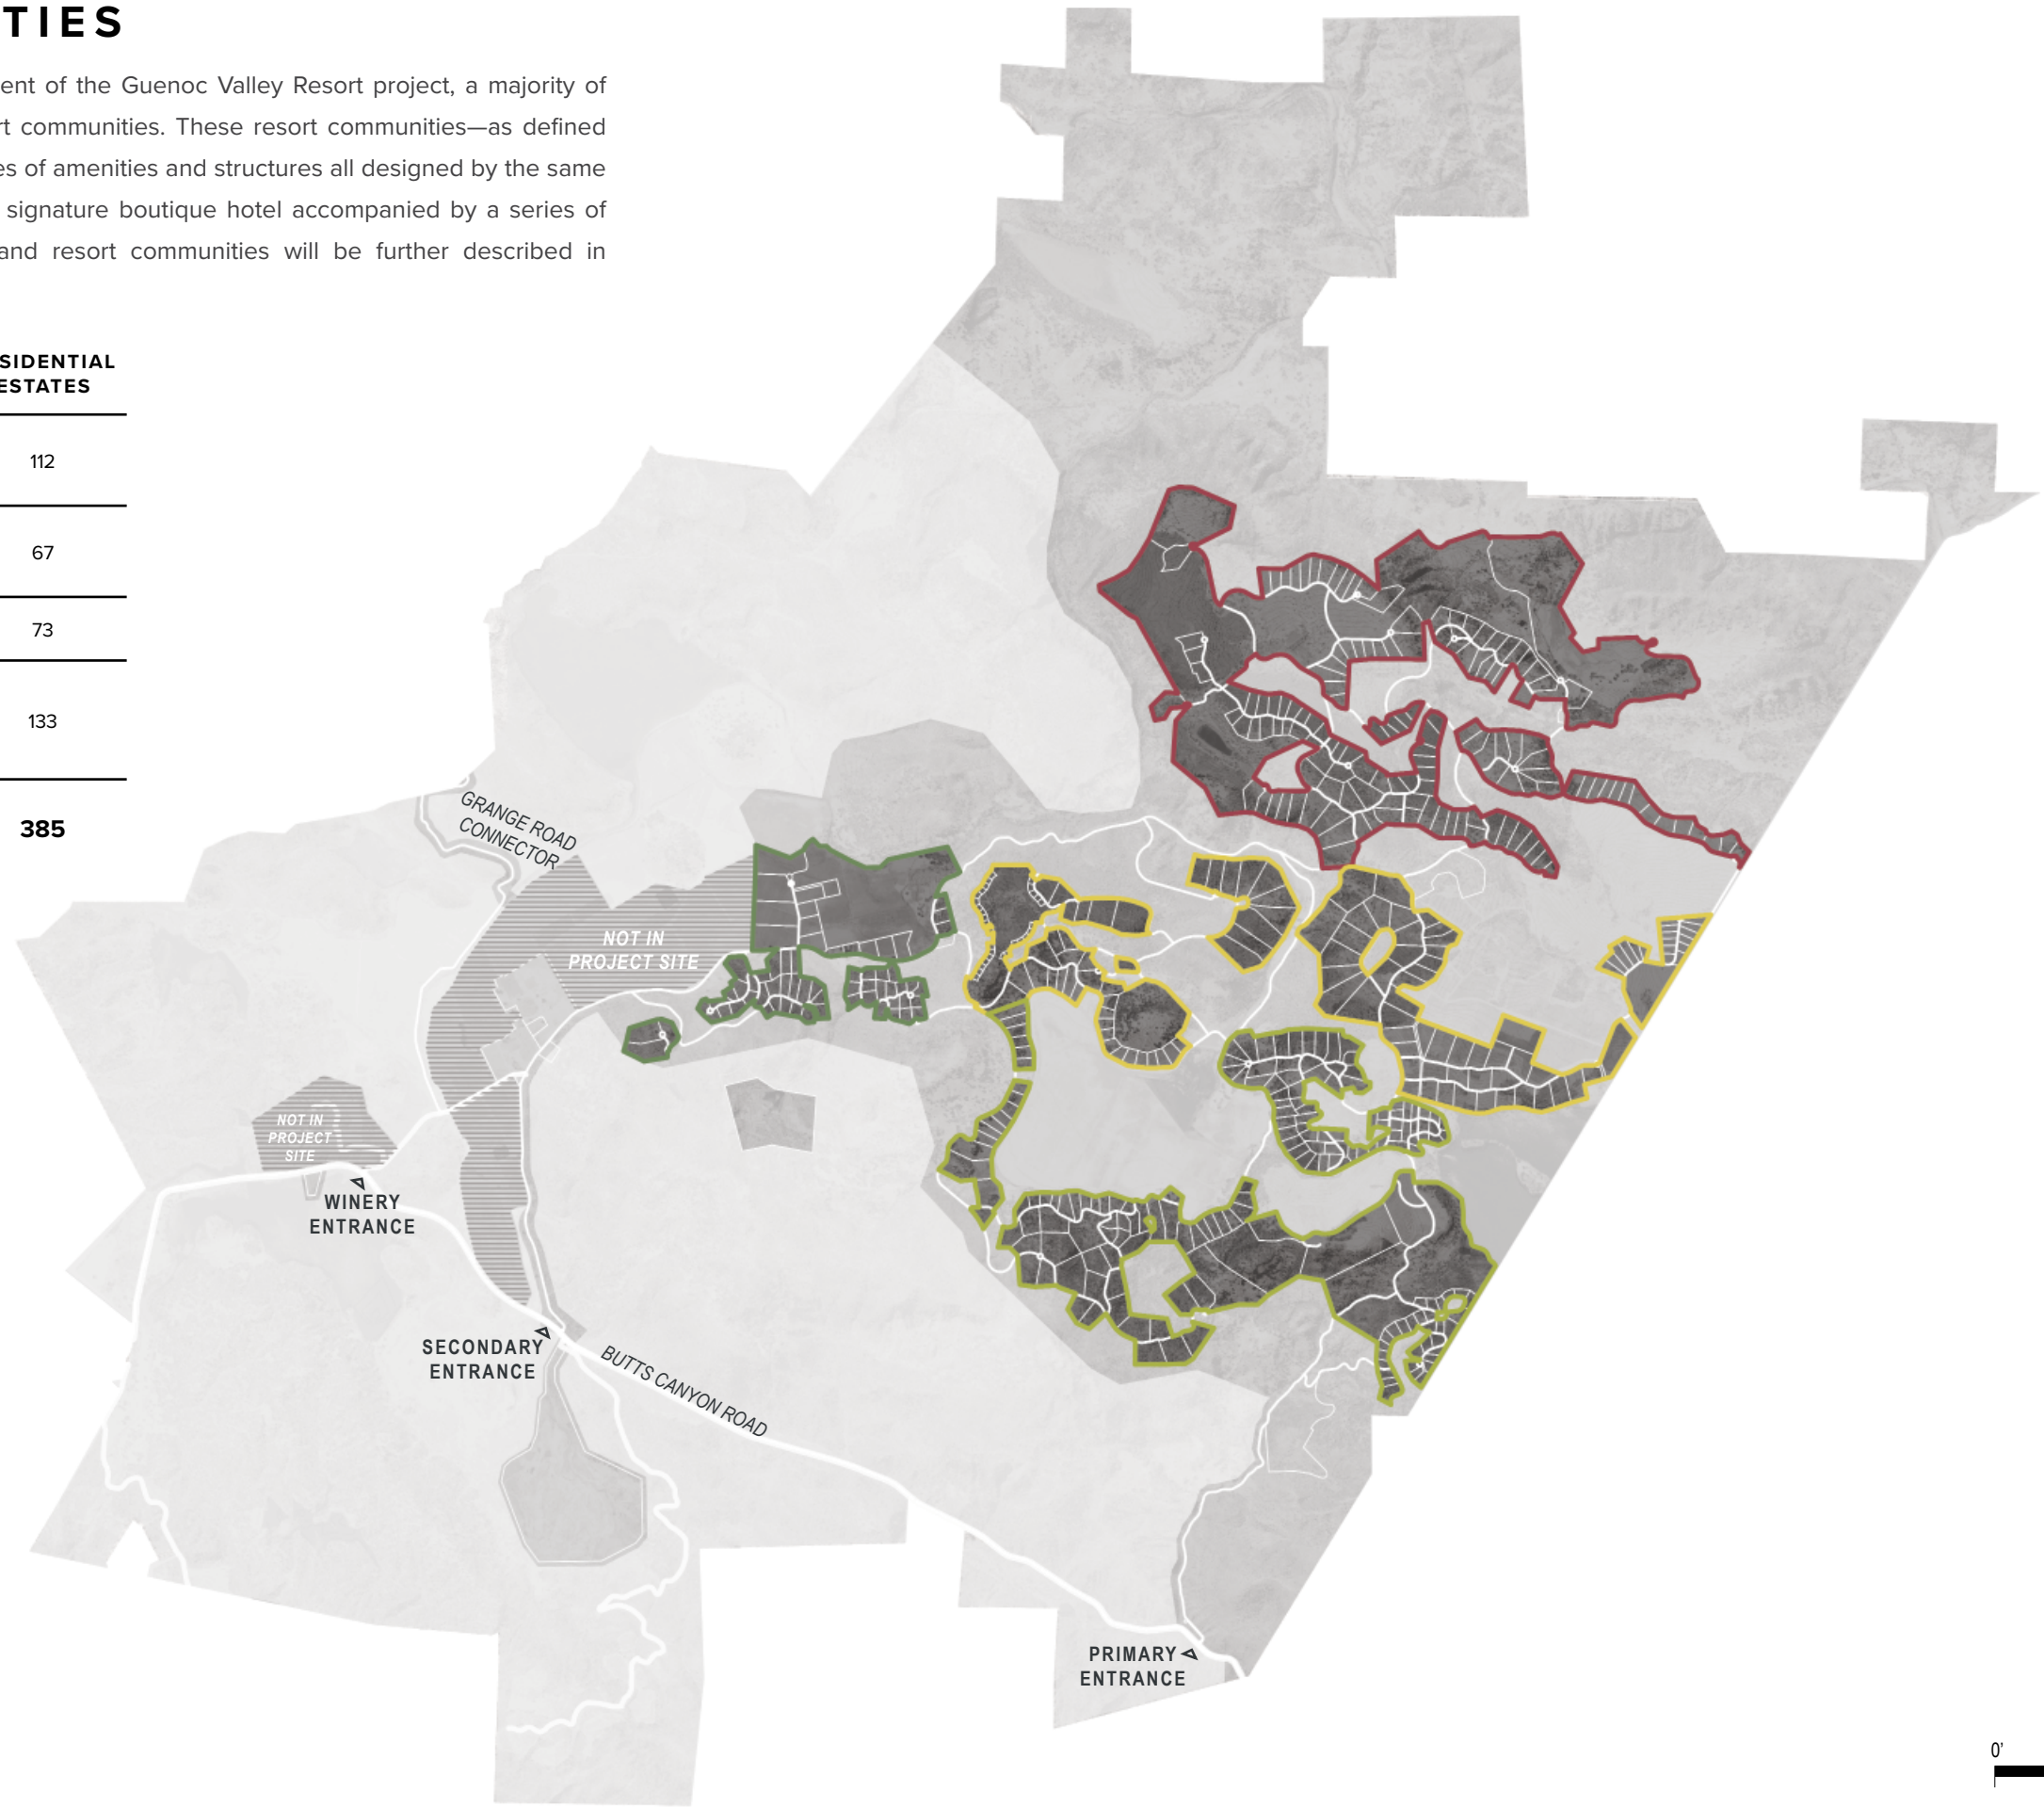 TIES
ent of the Guenoc Valley Resort project, a majority of
rt communities. These resort communities—as defined
es of amenities and structures all designed by the same
signature boutique hotel accompanied by a series of
and resort communities will be further described in
SIDENTIAL
ESTATES
112
67
73
133
385
GRANGE ROAD
CONNECTOR
NOT IN
PROJECT SITE
NOT IN
PROJECT
SITE
WINERY
ENTRANCE
SECONDARY
ENTRANCE
BUTTS CANYON ROAD
PRIMARY
ENTRANCE
0'